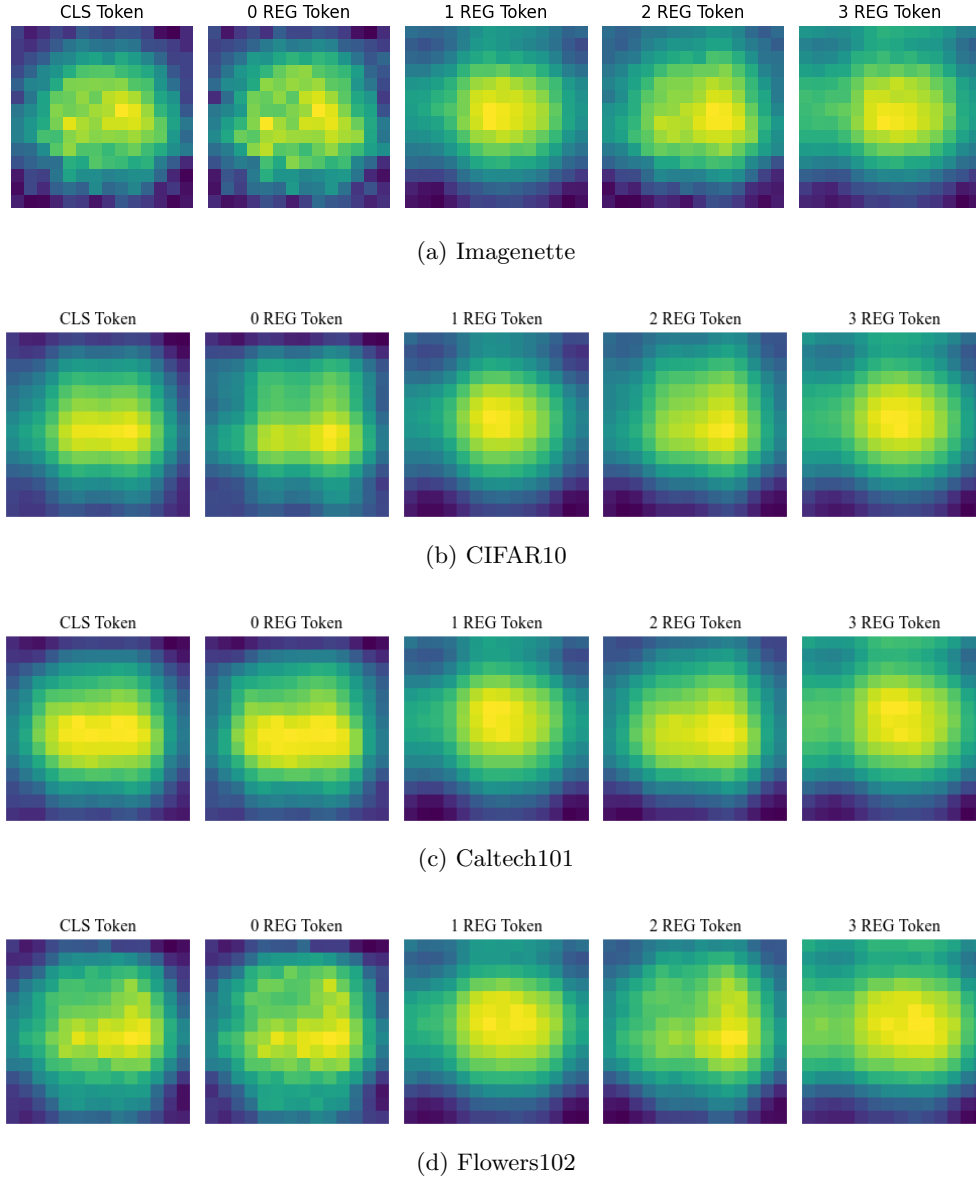 CLS Token 0 REG Token 1 REG Token 2 REG Token 3 REG Token
(a) Imagenette
CLS Token 0 REG Token 1 REG Token 2 REG Token 3 REG Token
(b) CIFAR10
CLS Token 0 REG Token 1 REG Token 2 REG Token 3 REG Token
(c) Caltech101
CLS Token 0 REG Token 1 REG Token 2 REG Token 3 REG Token
(d) Flowers102